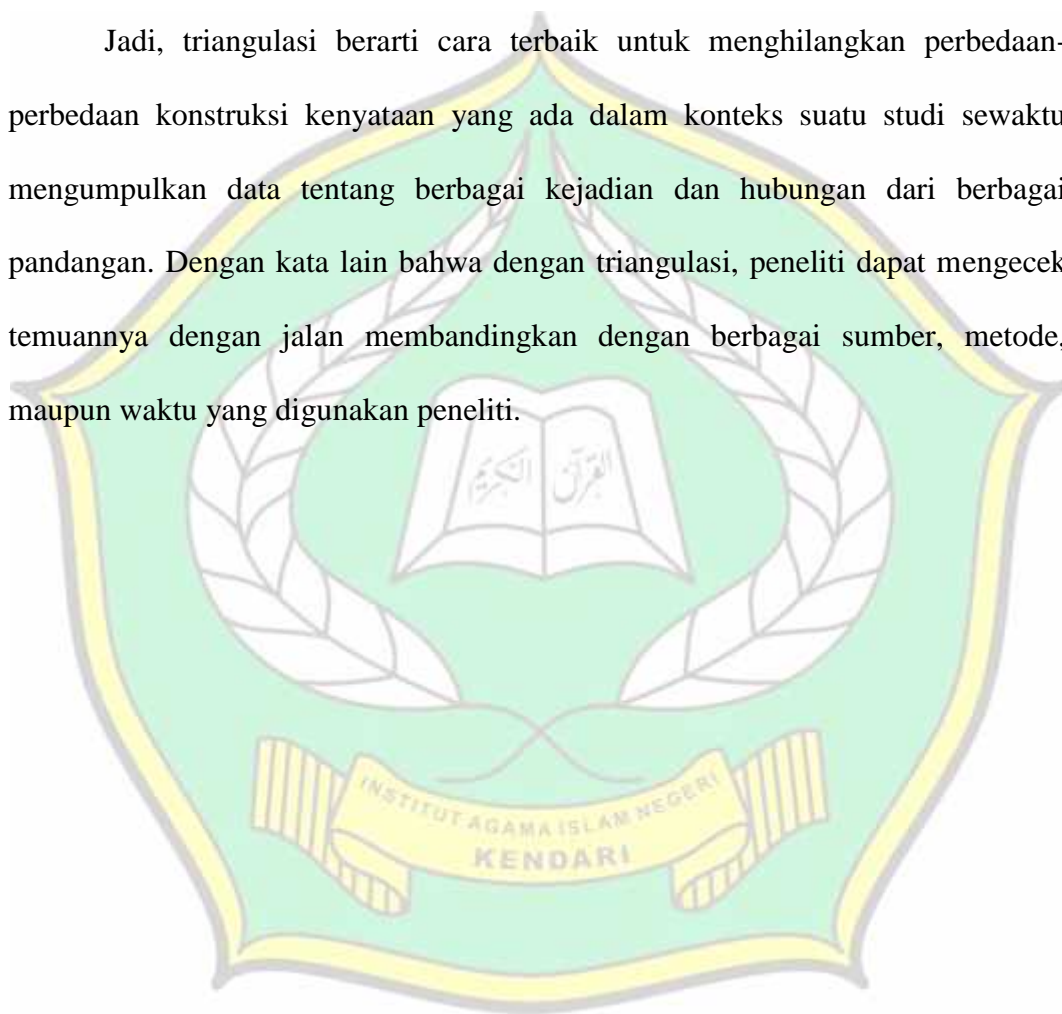 Jadi, triangulasi berarti cara terbaik untuk menghilangkan perbedaan-
perbedaan konstruksi kenyataan yang ada dalam konteks suatu studi sewaktu
mengumpulkan data tentang berbagai kejadian dan hubungan dari berbagai
pandangan. Dengan kata lain bahwa dengan triangulasi, peneliti dapat mengecek
temuannya dengan jalan membandingkan dengan berbagai sumber, metode,
maupun waktu yang digunakan peneliti.
القرآن الكريم
INSTITUT AGAMA ISLAM NEGERI
KENDARI